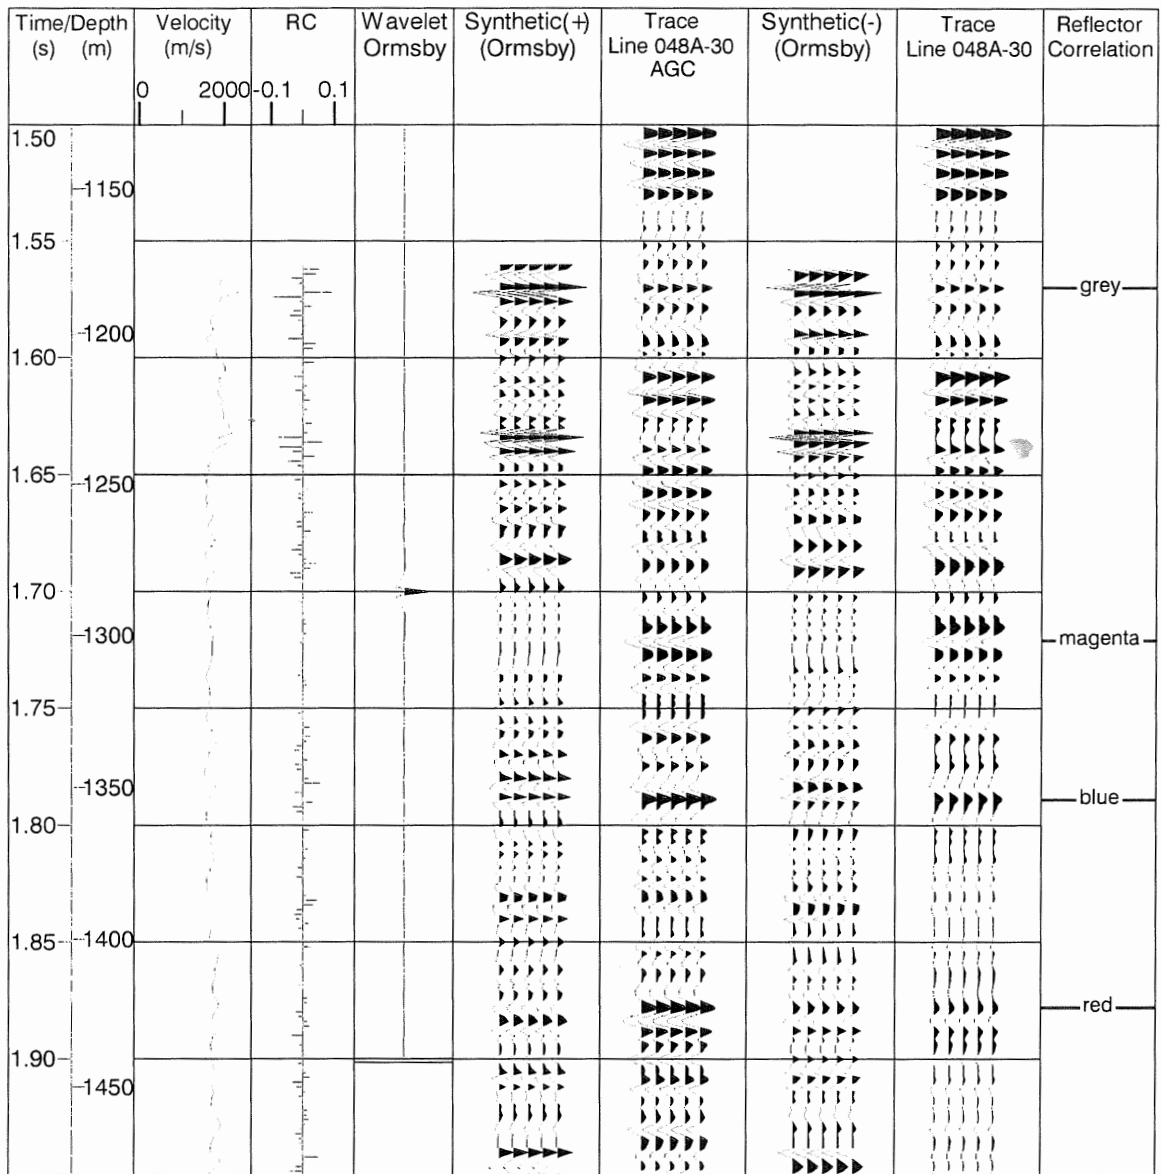 Time/Depth
(s) (m)
Velocity
(m/s)
0 2000
RC
-0.1 0.1
Wavelet
Ormsby
Synthetic(+)
(Ormsby)
Trace
Line 048A-30
AGC
Synthetic(-)
(Ormsby)
Trace
Line 048A-30
Reflector
Correlation
1.50
1150
1.55
grey
1200
1.60
1.65
1250
1.70
1300
magenta
1.75
1350
blue
1.80
1.85
1400
red
1.90
1450